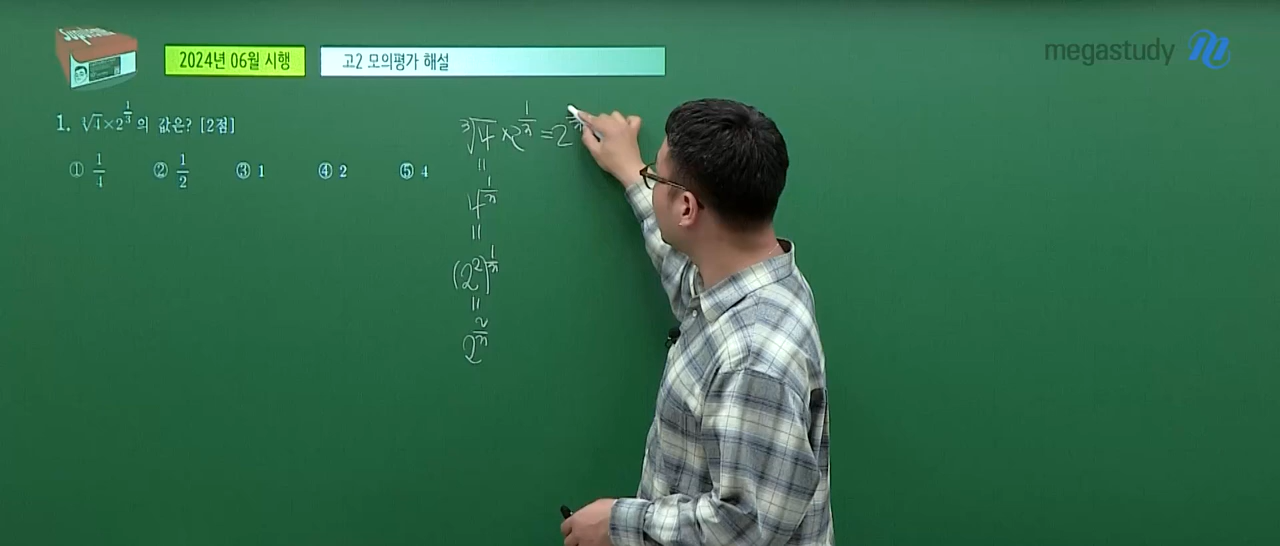 2024년 06월 시행
고2 모의평가 해설
megastudy
1. ∛4×2^(1/3)의 값은? [2점]
① 1/4 ② 1/2 ③ 1 ④ 2 ⑤ 4
∛4 × 2^(1/3) = 2
=
4^(1/3)
=
(2²)^(1/3)
=
2^(2/3)